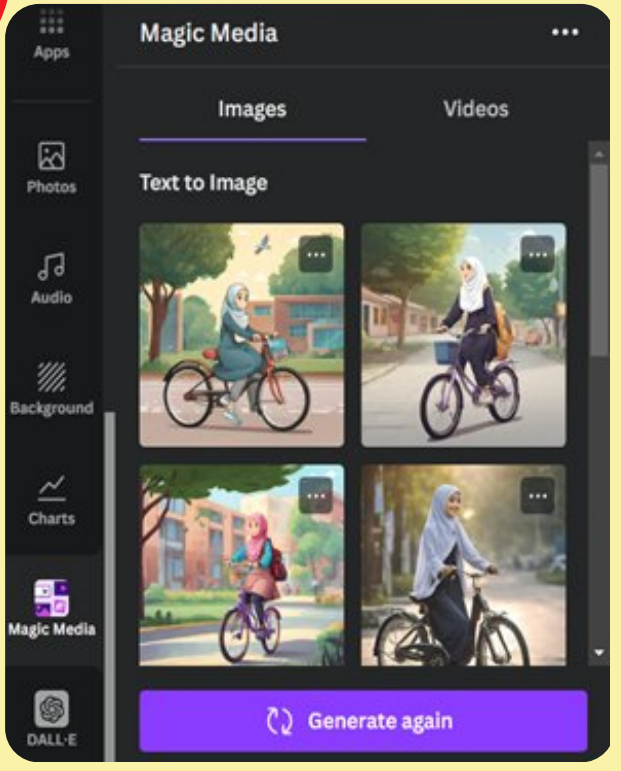 Apps
Photos
Audio
Background
Charts
Magic Media
DALL·E
Magic Media
Images Videos
Text to Image
Generate again